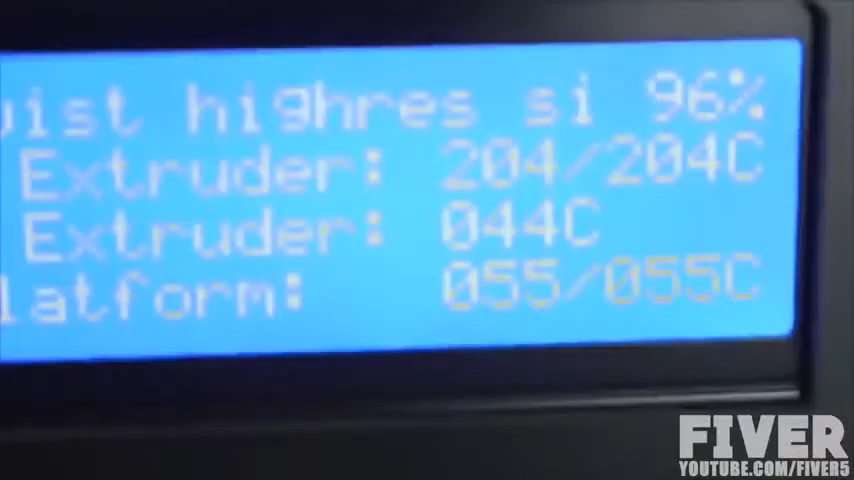 ist highres si 96%
Extruder: 204/204C
Extruder: 044C
latform: 055/055C
FIVER
YOUTUBE.COM/FIVER5